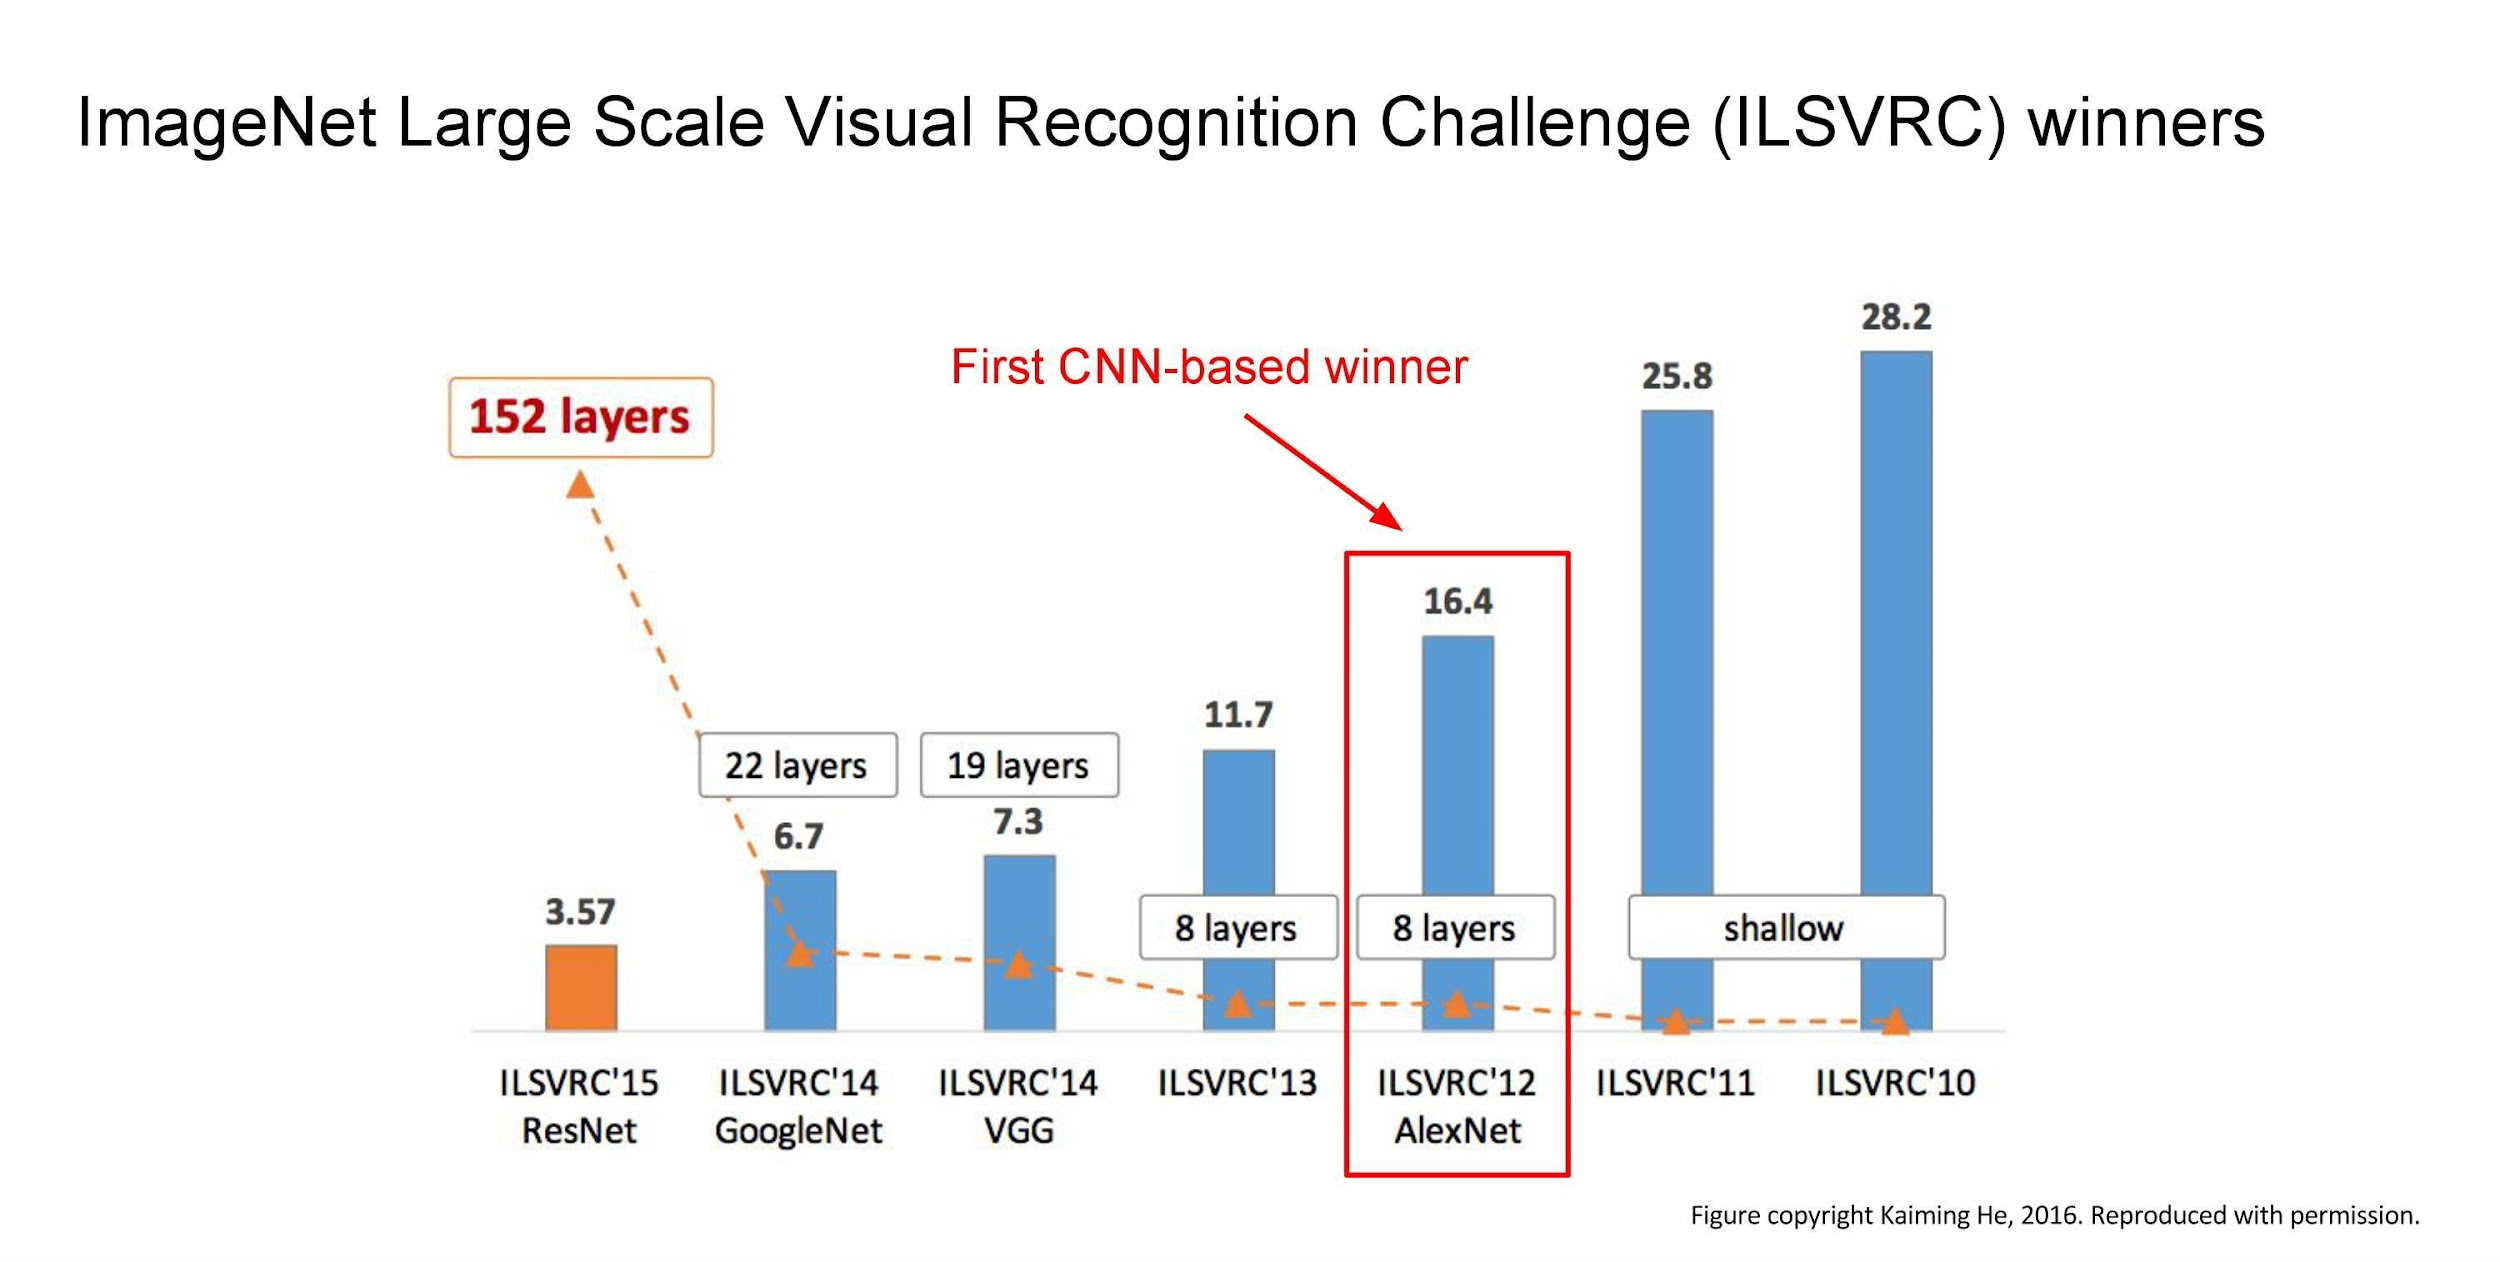 ImageNet Large Scale Visual Recognition Challenge (ILSVRC) winners
28.2
First CNN-based winner
25.8
152 layers
16.4
11.7
22 layers
19 layers
6.7
7.3
3.57
8 layers
8 layers
shallow
ILSVRC'15
ResNet
ILSVRC'14
GoogleNet
ILSVRC'14
VGG
ILSVRC'13
ILSVRC'12
AlexNet
ILSVRC'11
ILSVRC'10
Figure copyright Kaiming He, 2016. Reproduced with permission.